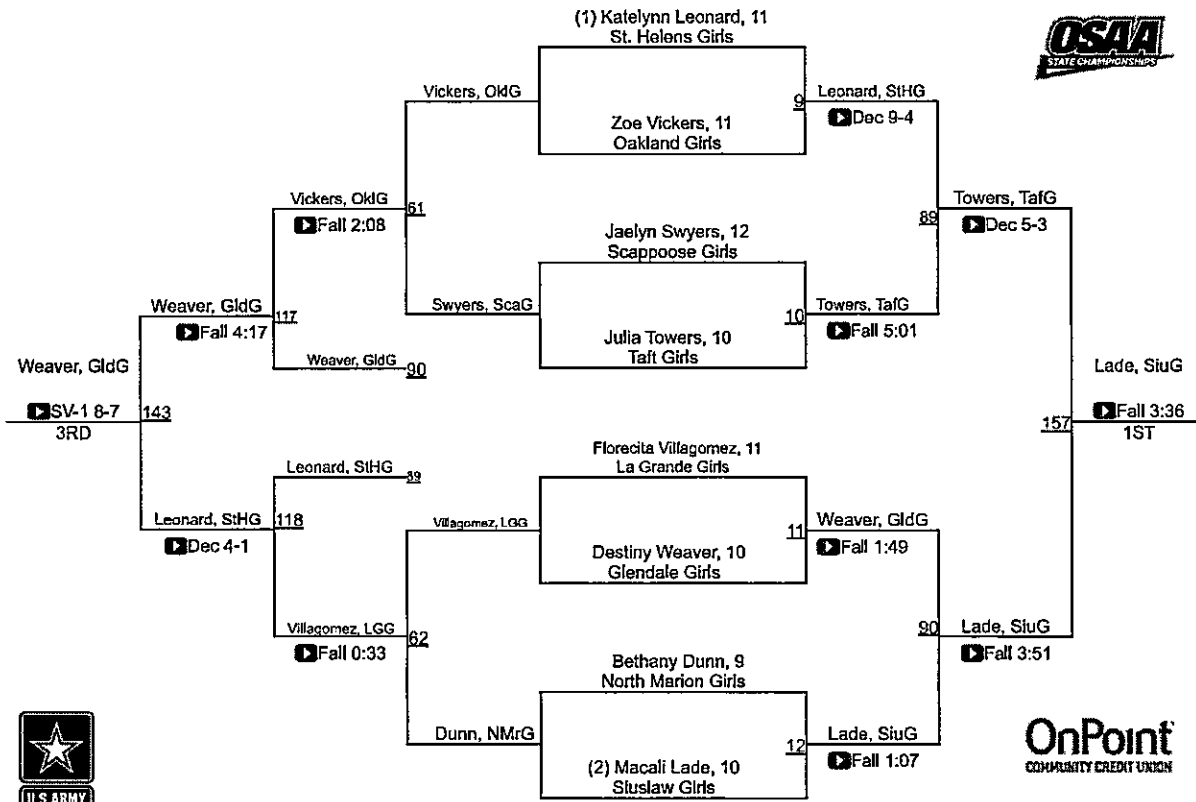 (1) Katelynn Leonard, 11
St. Helens Girls
OSAA
STATE CHAMPIONSHIPS
Vickers, OklG
9
Leonard, StHG
Dec 9-4
Zoe Vickers, 11
Oakland Girls
Vickers, OklG
Fall 2:08
61
Towers, TafG
Dec 5-3
89
Jaelyn Swyers, 12
Scappoose Girls
Weaver, GldG
Fall 4:17
117
Swyers, ScaG
10
Towers, TafG
Fall 5:01
Julia Towers, 10
Taft Girls
Weaver, GldG
90
Weaver, GldG
SV-1 8-7
3RD
143
Lade, SiuG
Fall 3:36
1ST
157
Florecita Villagomez, 11
La Grande Girls
Leonard, StHG
89
Leonard, StHG
Dec 4-1
118
Villagomez, LGG
11
Weaver, GldG
Fall 1:49
Destiny Weaver, 10
Glendale Girls
Villagomez, LGG
Fall 0:33
62
90
Lade, SiuG
Fall 3:51
Bethany Dunn, 9
North Marion Girls
Dunn, NMrG
12
Lade, SiuG
Fall 1:07
(2) Macali Lade, 10
Siuslaw Girls
U.S. ARMY
OnPoint
COMMUNITY CREDIT UNION